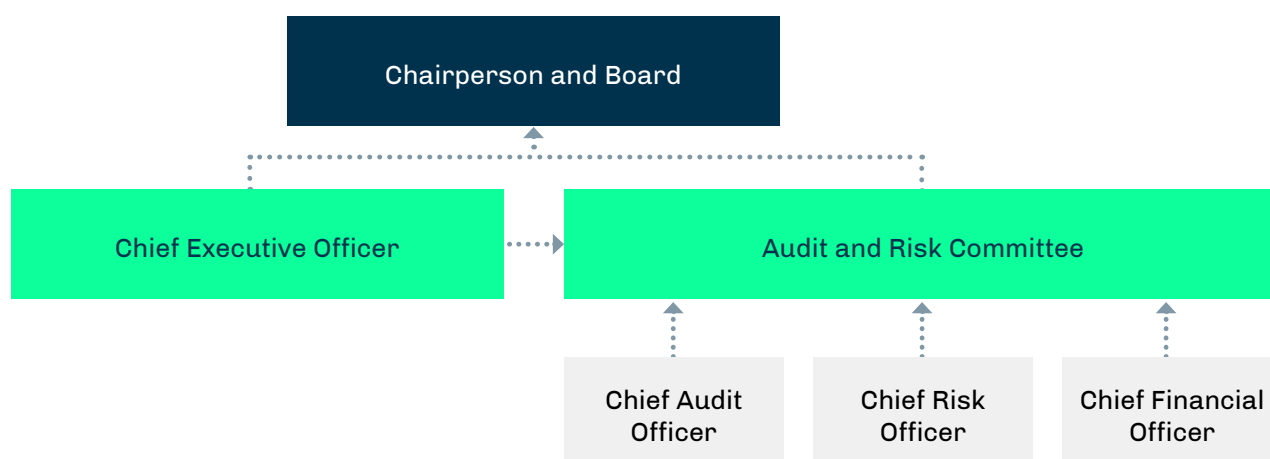 Chairperson and Board
Chief Executive Officer
Audit and Risk Committee
Chief Audit
Officer
Chief Risk
Officer
Chief Financial
Officer